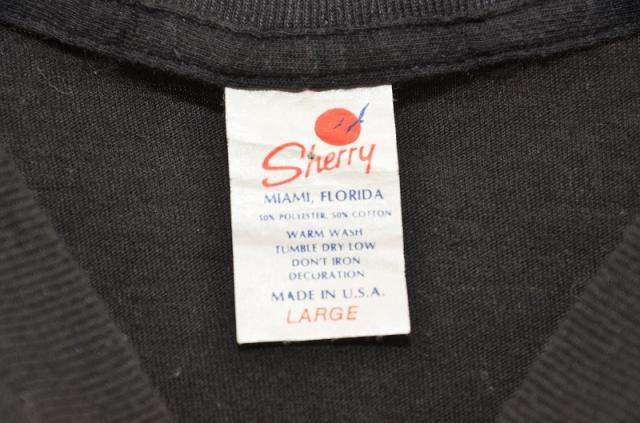 Sherry
MIAMI, FLORIDA
50% POLYESTER, 50% COTTON
WARM WASH
TUMBLE DRY LOW
DON'T IRON
DECORATION
MADE IN U.S.A.
LARGE